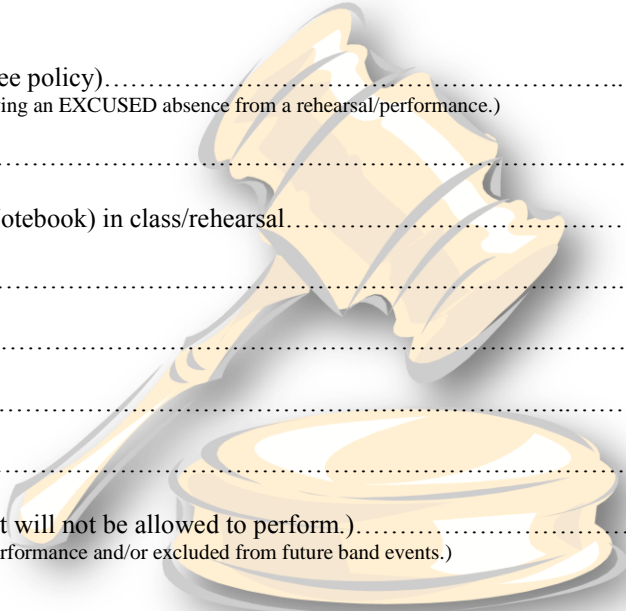 ee policy)……………………………………………………..
ing an EXCUSED absence from a rehearsal/performance.)
……………………………………………………………………
otebook) in class/rehearsal……………………………………
……………………………………………………………………
……………………………………………………………………
……………………………………………………………..……
……………………………………………………………………
t will not be allowed to perform.)……………………………
erformance and/or excluded from future band events.)